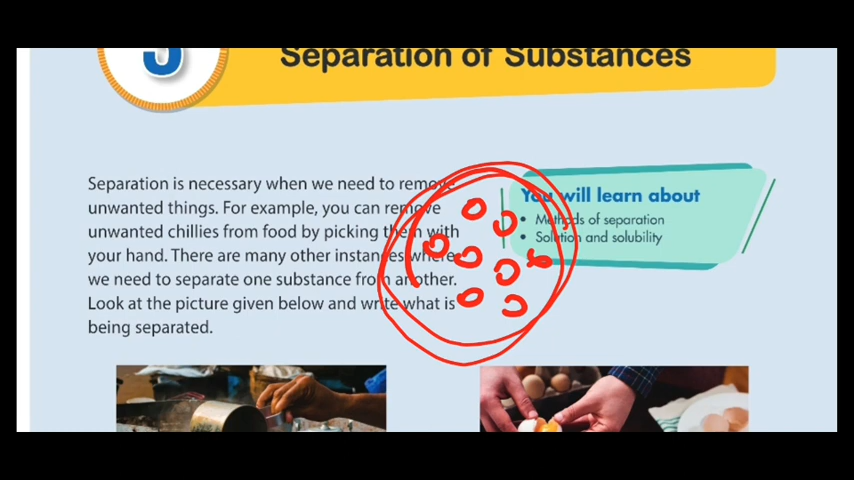 Separation of Substances
Separation is necessary when we need to remove
unwanted things. For example, you can remove
unwanted chillies from food by picking them with
your hand. There are many other instances where
we need to separate one substance from another.
Look at the picture given below and write what is
being separated.
You will learn about
• Methods of separation
• Solution and solubility